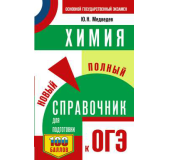 ОСНОВНОЙ ГОСУДАРСТВЕННЫЙ ЭКЗАМЕН
Ю.Н. Медведев
ХИМИЯ
НОВЫЙ
ПОЛНЫЙ
СПРАВОЧНИК
ДЛЯ
ПОДГОТОВКИ
К ОГЭ
100
БАЛЛОВ